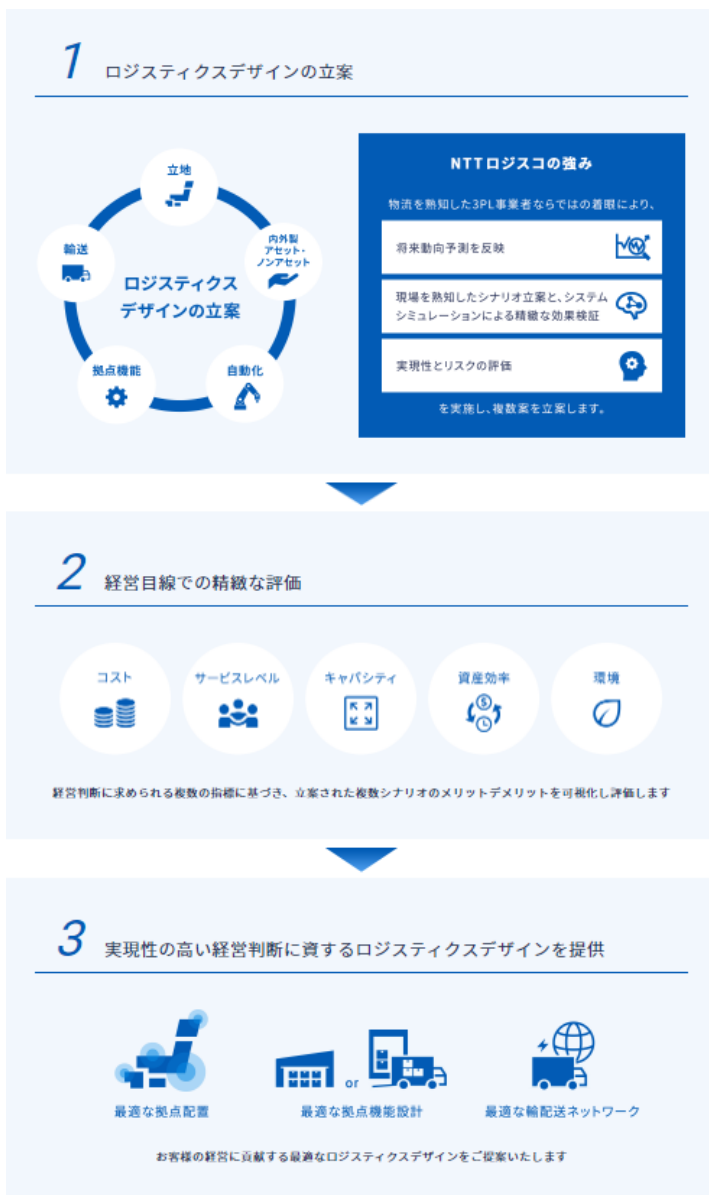 1 ロジスティクスデザインの立案
立地
内外製
アセット・
ノンアセット
自動化
拠点機能
輸送
ロジスティクス
デザインの立案
NTTロジスコの強み
物流を熟知した3PL事業者ならではの着眼により、
将来動向予測を反映
現場を熟知したシナリオ立案と、システム
シミュレーションによる精緻な効果検証
実現性とリスクの評価
を実施し、複数案を立案します。
2 経営目線での精緻な評価
コスト
サービスレベル
キャパシティ
資産効率
環境
経営判断に求められる複数の指標に基づき、立案された複数シナリオのメリットデメリットを可視化し評価します
3 実現性の高い経営判断に資するロジスティクスデザインを提供
or
最適な拠点配置
最適な拠点機能設計
最適な輸配送ネットワーク
お客様の経営に貢献する最適なロジスティクスデザインをご提案いたします